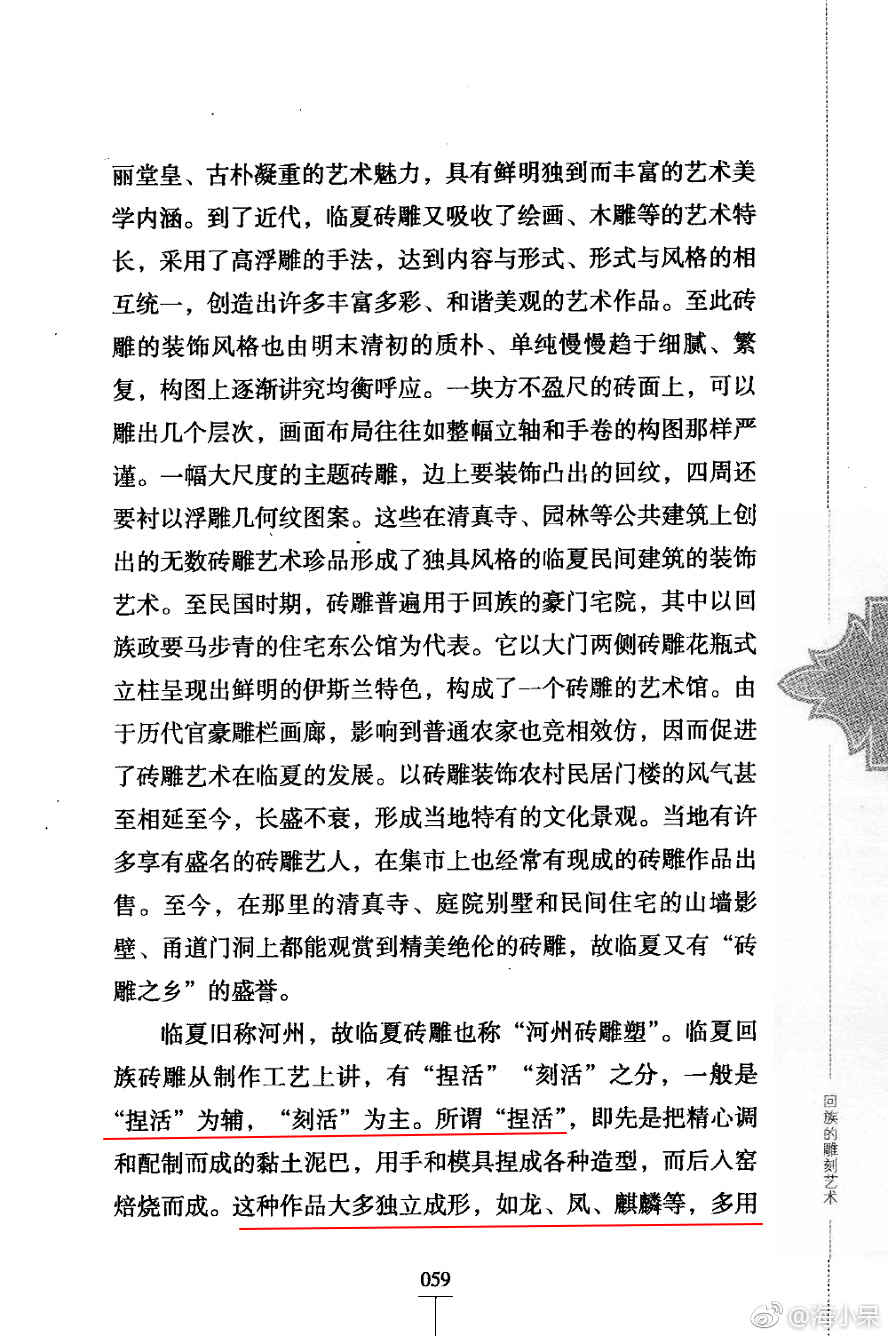 丽堂皇、古朴凝重的艺术魅力，具有鲜明独到而丰富的艺术美
学内涵。到了近代，临夏砖雕又吸收了绘画、木雕等的艺术特
长，采用了高浮雕的手法，达到内容与形式、形式与风格的相
互统一，创造出许多丰富多彩、和谐美观的艺术作品。至此砖
雕的装饰风格也由明末清初的质朴、单纯慢慢趋于细腻、繁
复，构图上逐渐讲究均衡呼应。一块方不盈尺的砖面上，可以
雕出几个层次，画面布局往往如整幅立轴和手卷的构图那样严
谨。一幅大尺度的主题砖雕，边上要装饰凸出的回纹，四周还
要衬以浮雕几何纹图案。这些在清真寺、园林等公共建筑上创
出的无数砖雕艺术珍品形成了独具风格的临夏民间建筑的装饰
艺术。至民国时期，砖雕普遍用于回族的豪门宅院，其中以回
族政要马步青的住宅东公馆为代表。它以大门两侧砖雕花瓶式
立柱呈现出鲜明的伊斯兰特色，构成了一个砖雕的艺术馆。由
于历代官豪雕栏画廊，影响到普通农家也竞相效仿，因而促进
了砖雕艺术在临夏的发展。以砖雕装饰农村民居门楼的风气甚
至相延至今，长盛不衰，形成当地特有的文化景观。当地有许
多享有盛名的砖雕艺人，在集市上也经常有现成的砖雕作品出
售。至今，在那里的清真寺、庭院别墅和民间住宅的山墙影
壁、甬道门洞上都能观赏到精美绝伦的砖雕，故临夏又有“砖
雕之乡”的盛誉。
临夏旧称河州，故临夏砖雕也称“河州砖雕塑”。临夏回
族砖雕从制作工艺上讲，有“捏活”“刻活”之分，一般是
“捏活”为辅，“刻活”为主。所谓“捏活”，即先是把精心调
和配制而成的黏土泥巴，用手和模具捏成各种造型，而后入窑
焙烧而成。这种作品大多独立成形，如龙、凤、麒麟等，多用
回族的雕刻艺术
059
@海小呆